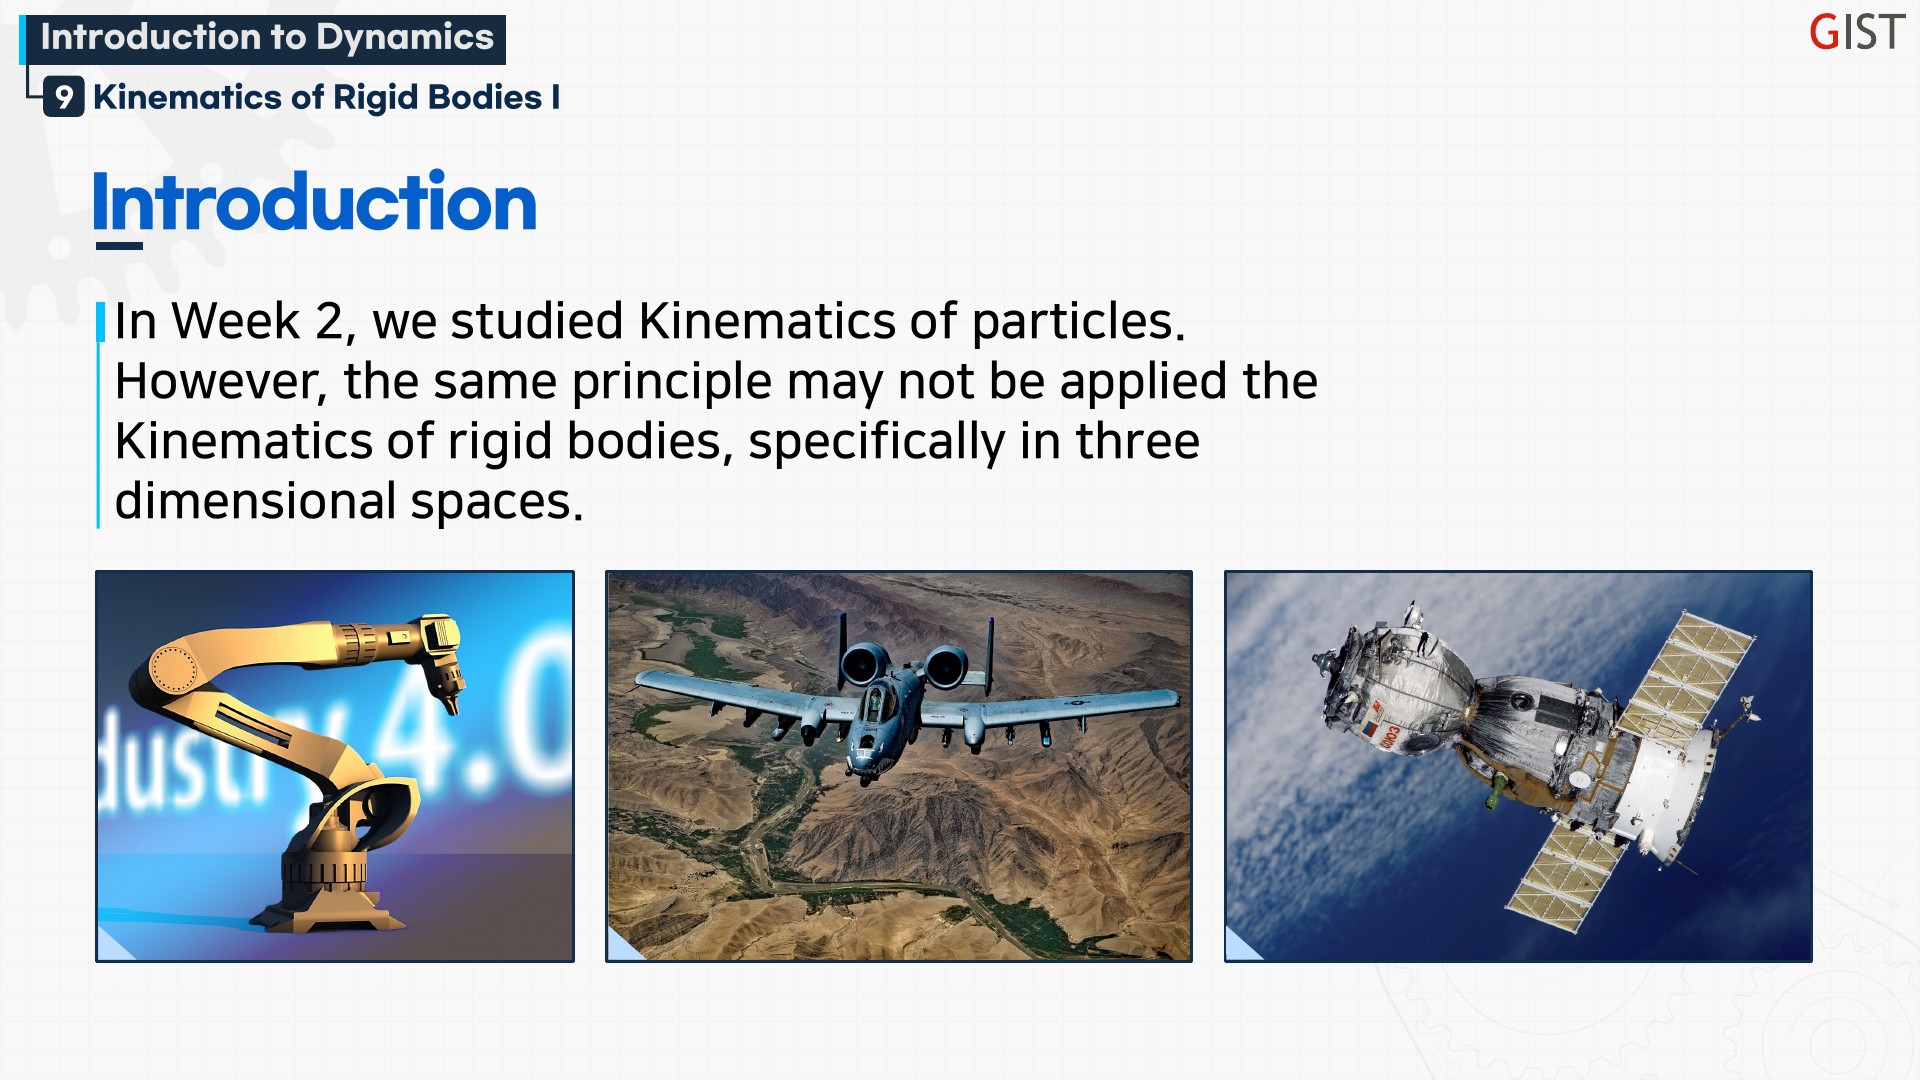 Introduction to Dynamics
GIST
9 Kinematics of Rigid Bodies I
Introduction
In Week 2, we studied Kinematics of particles.
However, the same principle may not be applied the
Kinematics of rigid bodies, specifically in three
dimensional spaces.
dustry 4.0